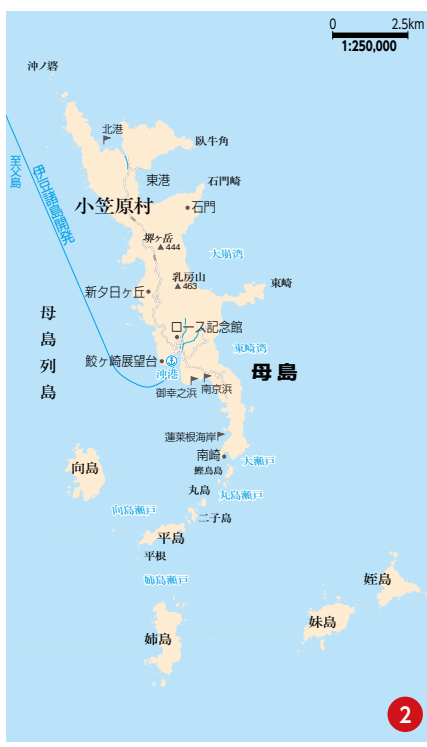 0 2.5km
1:250,000
沖ノ砦
北港
臥牛角
東港
石門崎
至父島
伊豆諸島開発
小笠原村
石門
堺ヶ岳
444
大崩湾
乳房山
463
東崎
新夕日ヶ丘
母島列島
ロース記念館
東崎湾
鮫ヶ崎展望台
沖港
母島
御幸之浜
南京浜
蓬莱根海岸
南崎
大瀬戸
向島
鰹鳥島
丸島
丸島瀬戸
向島瀬戸
二子島
平島
平根
姉島瀬戸
姪島
妹島
姉島
2